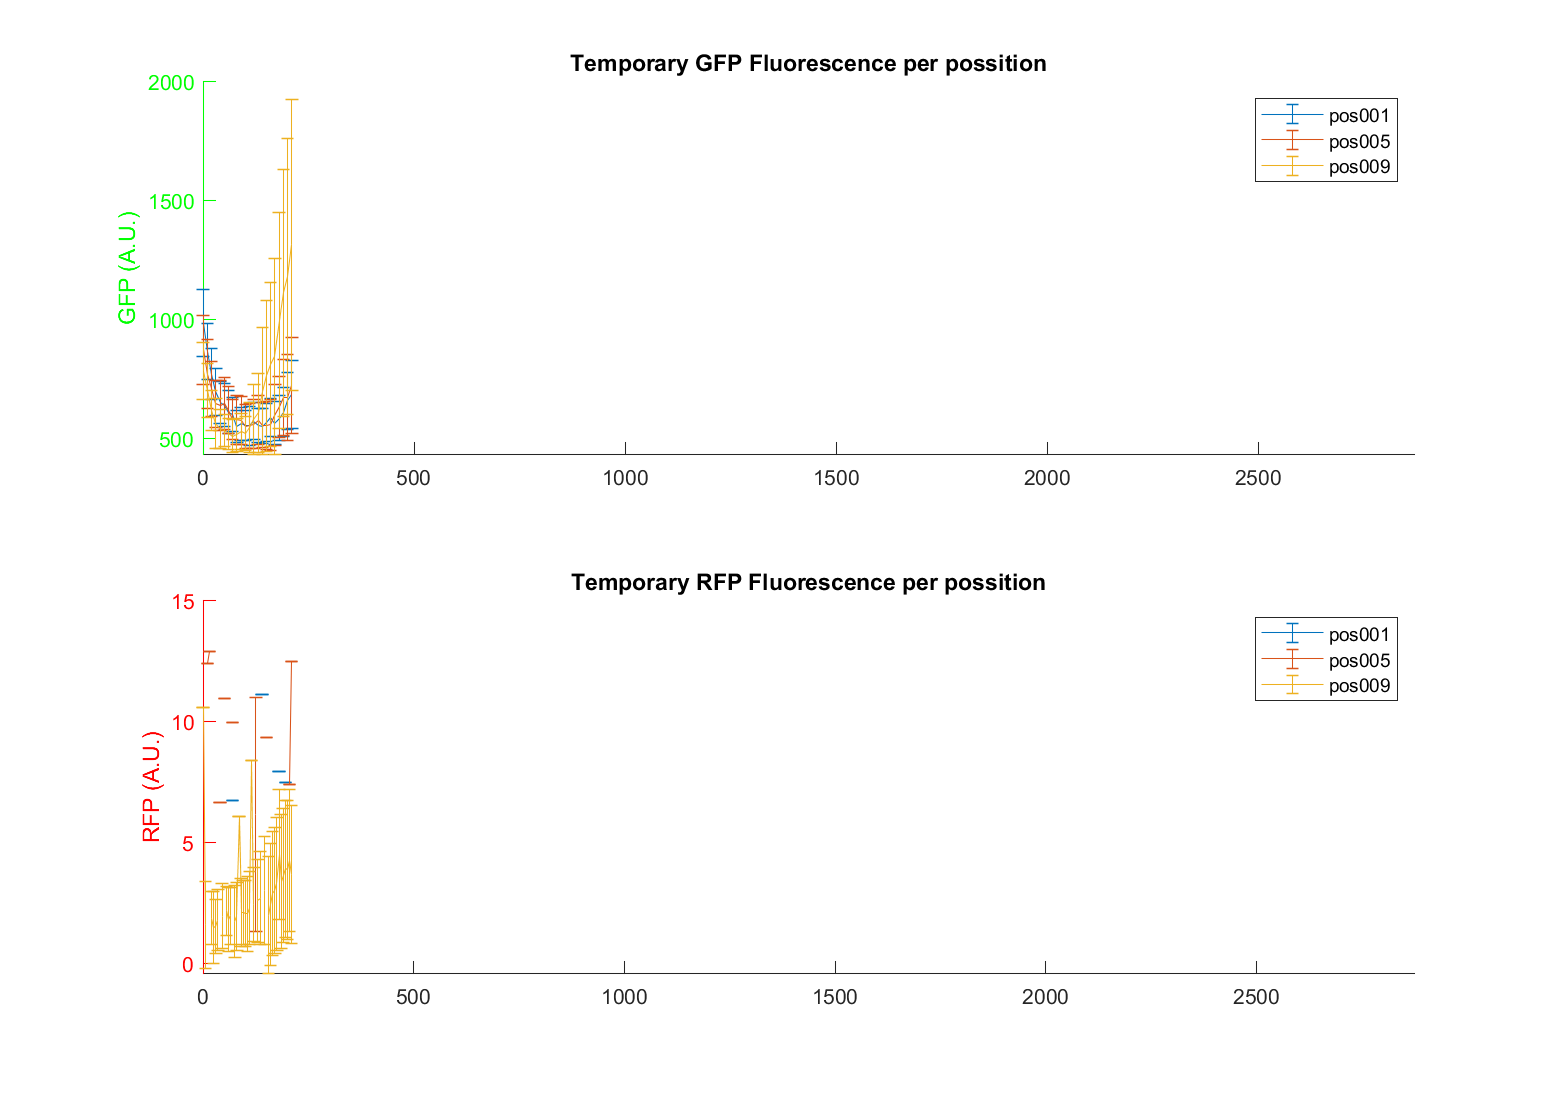 Temporary GFP Fluorescence per possition
2000
1500
1000
500
GFP (A.U.)
pos001
pos005
pos009
0 500 1000 1500 2000 2500
Temporary RFP Fluorescence per possition
15
10
5
0
RFP (A.U.)
pos001
pos005
pos009
0 500 1000 1500 2000 2500